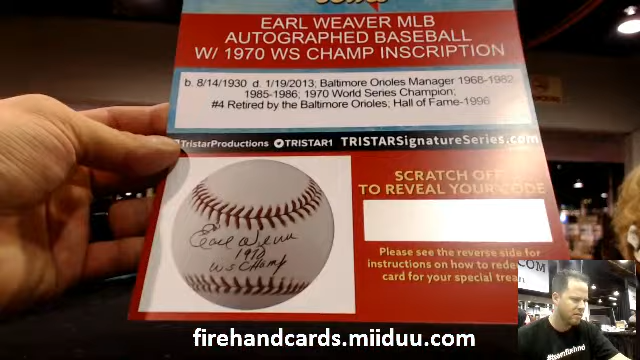 EARL WEAVER MLB
AUTOGRAPHED BASEBALL
W/ 1970 WS CHAMP INSCRIPTION
b. 8/14/1930 d. 1/19/2013; Baltimore Orioles Manager 1968-1982
1985-1986; 1970 World Series Champion;
#4 Retired by the Baltimore Orioles; Hall of Fame-1996
TristarProductions TRISTAR1 TRISTARSignatureSeries.com
SCRATCH OFF
TO REVEAL YOUR CODE
Earl Weaver
1970
WS CHAMP
Please see the reverse side for
instructions on how to
card for your special
COM
firehandcards.miiduu.com